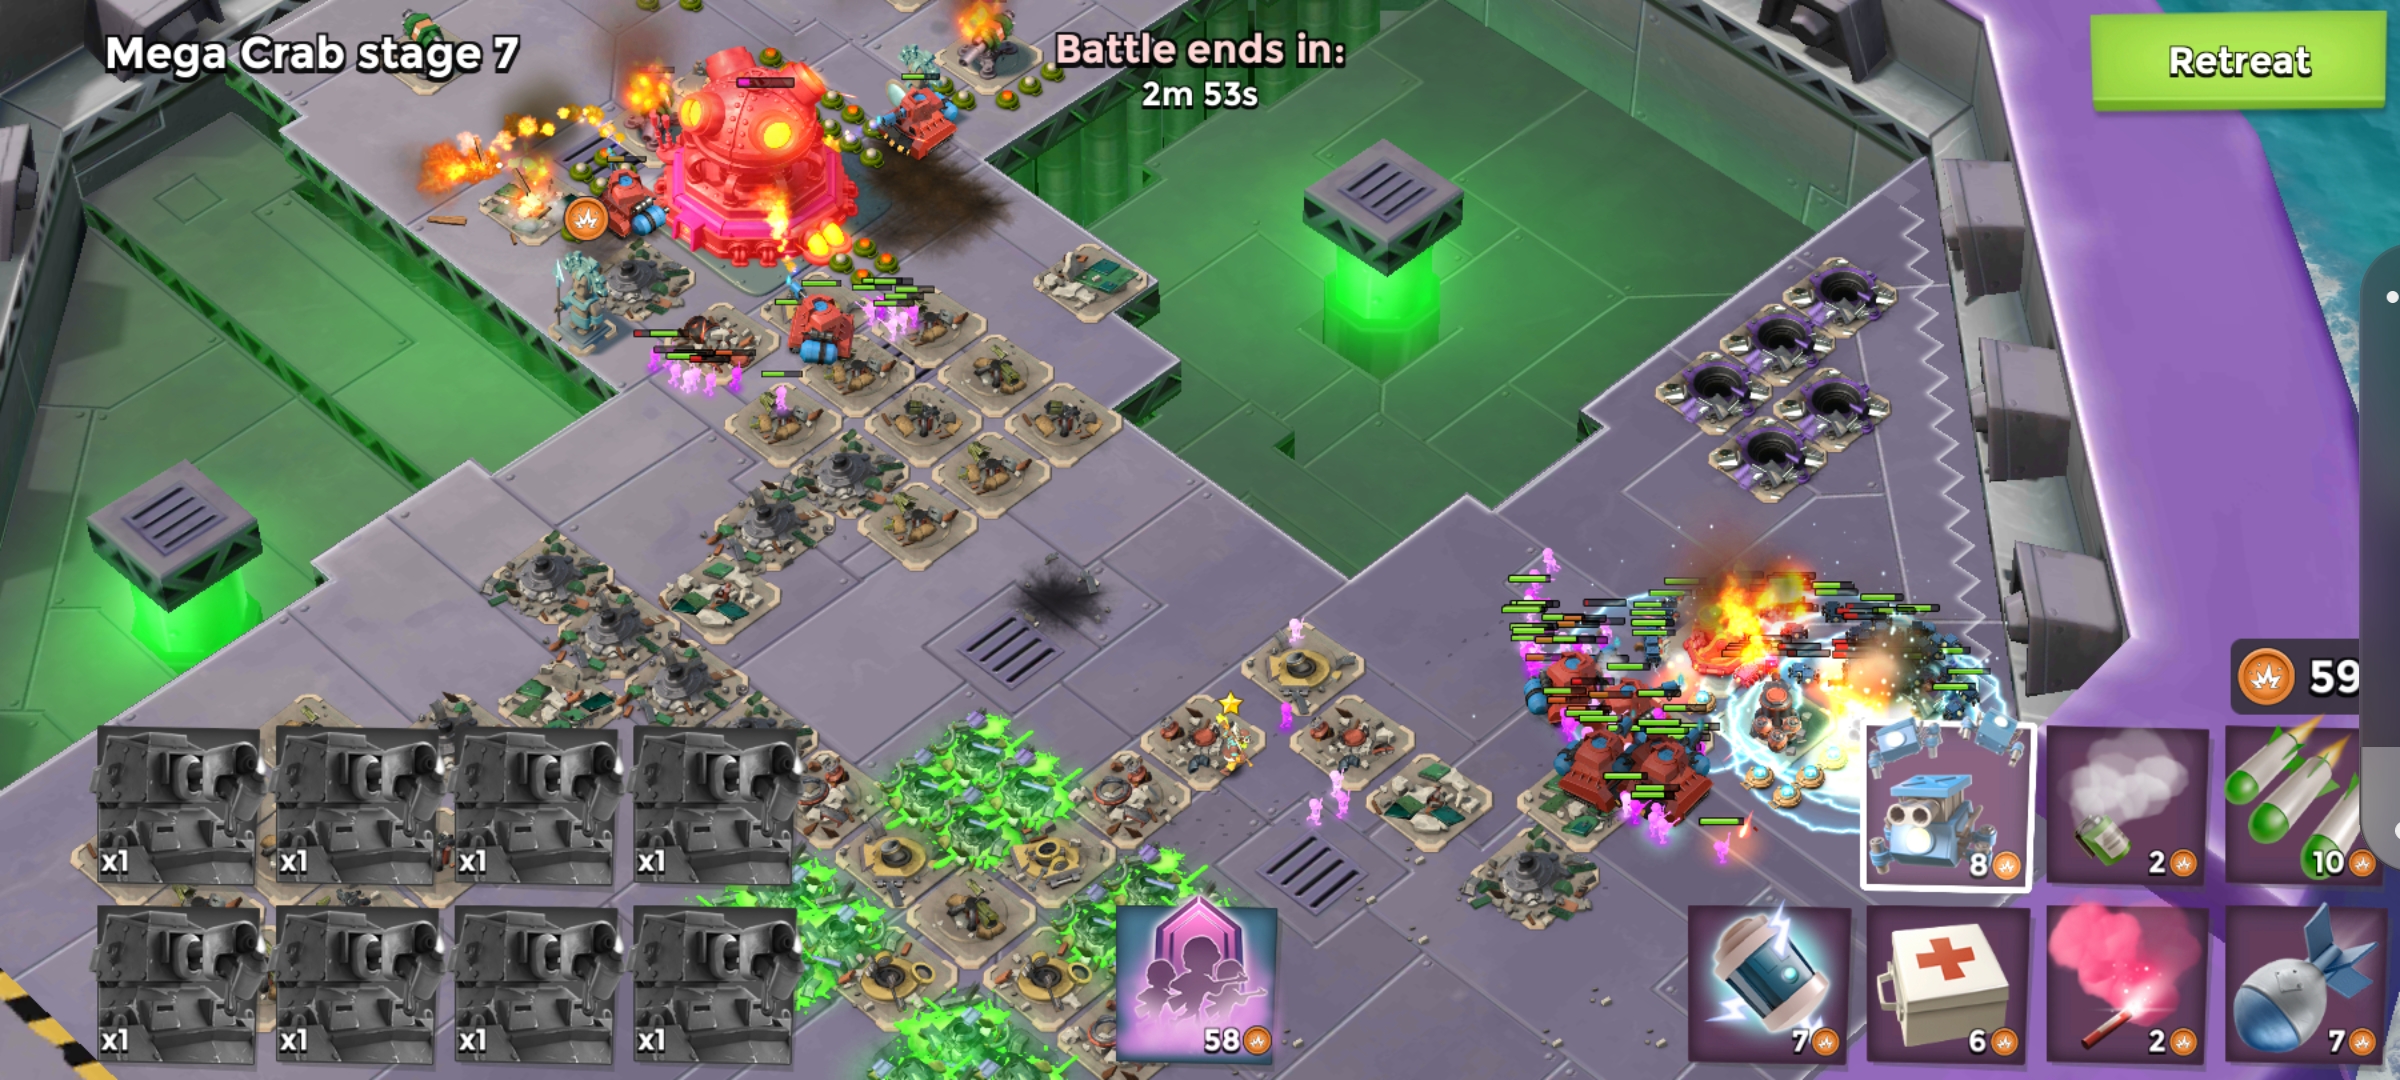 Mega Crab stage 7
Battle ends in:
2m 53s
Retreat
59
8
2
10
x1
x1
x1
x1
x1
x1
x1
x1
58
7
6
2
7